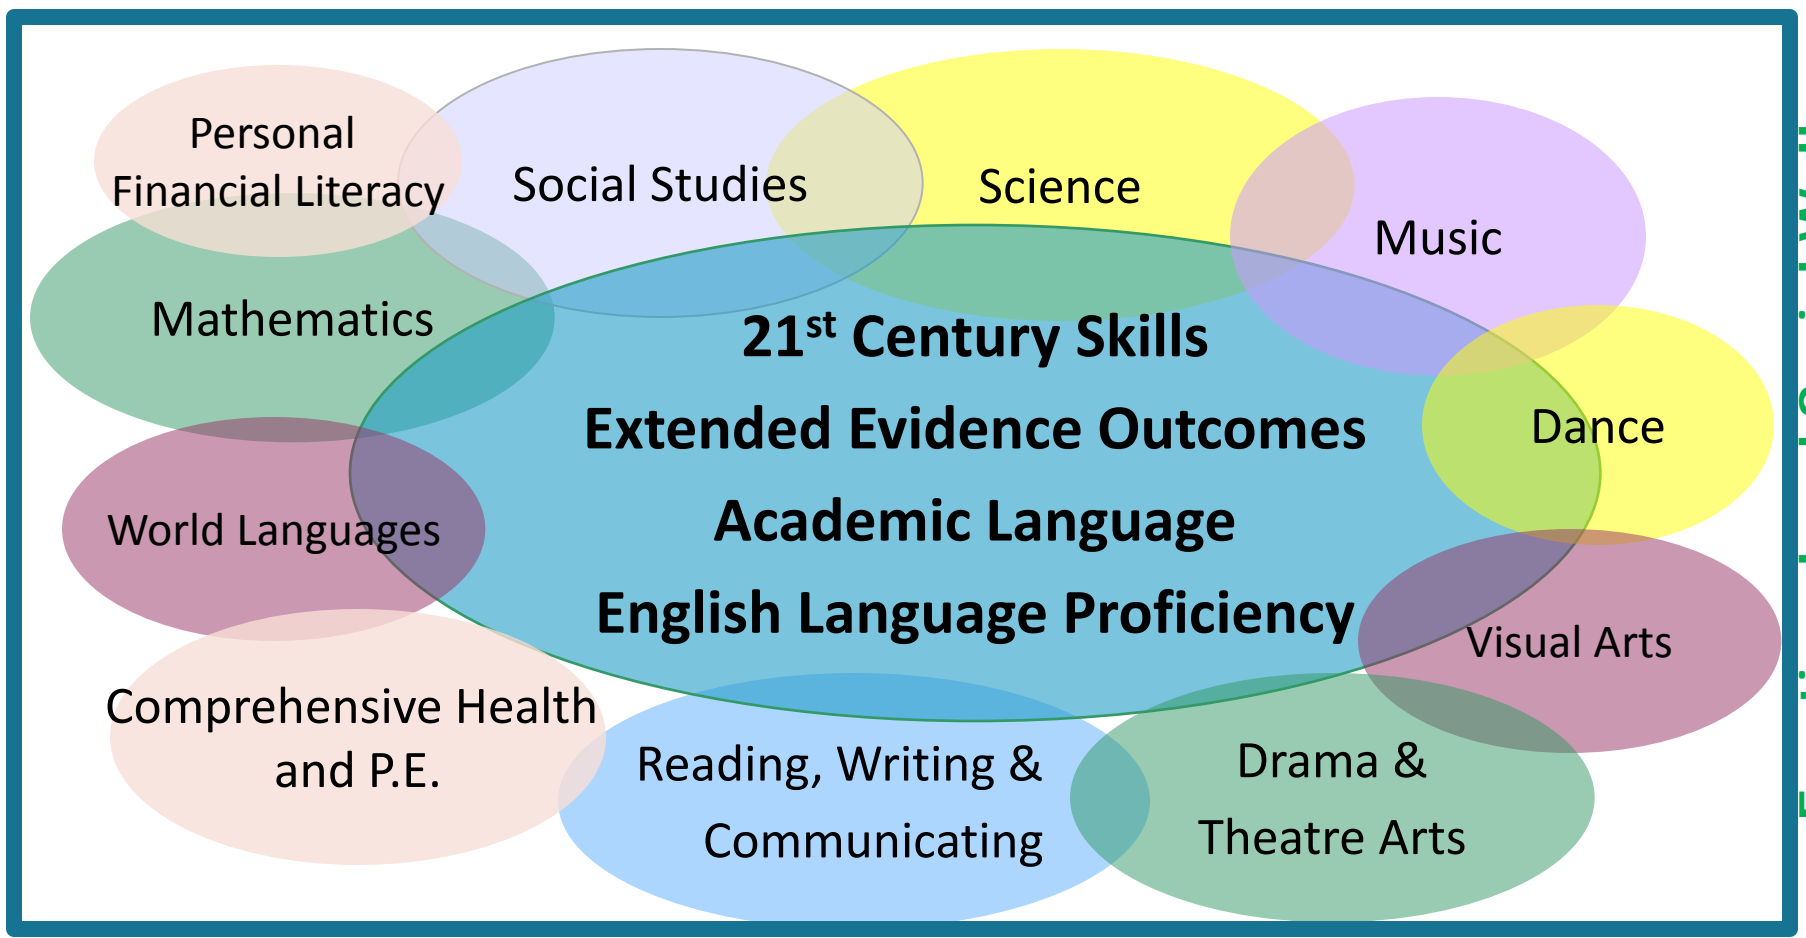 Personal
Financial Literacy
Social Studies
Science
Music
Mathematics
21st Century Skills
Extended Evidence Outcomes
Dance
World Languages
Academic Language
English Language Proficiency
Visual Arts
Comprehensive Health
and P.E.
Reading, Writing &
Communicating
Drama &
Theatre Arts